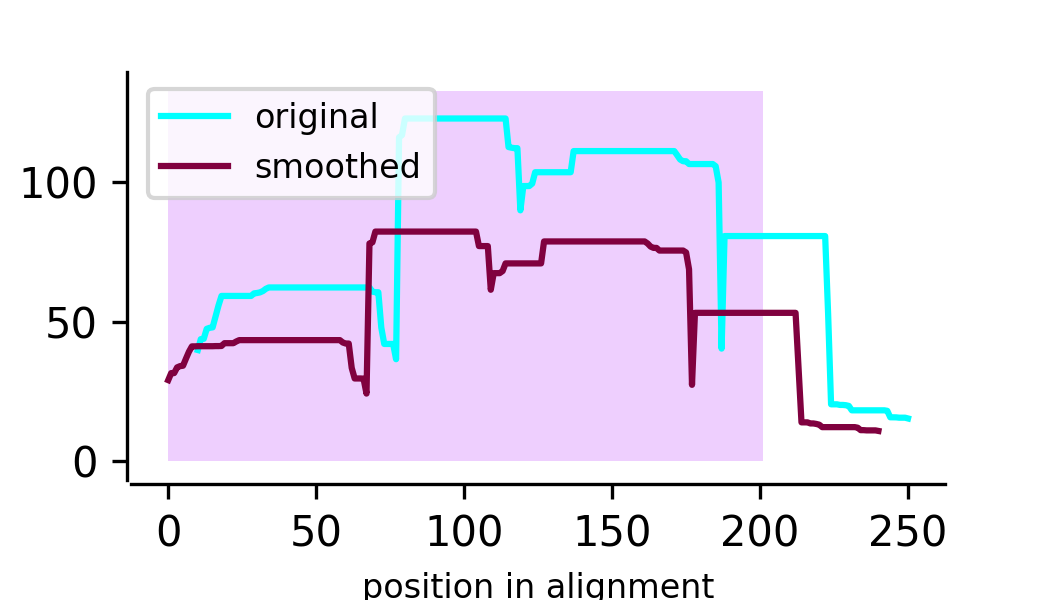 original
smoothed
100
50
0
0 50 100 150 200 250
position in alignment